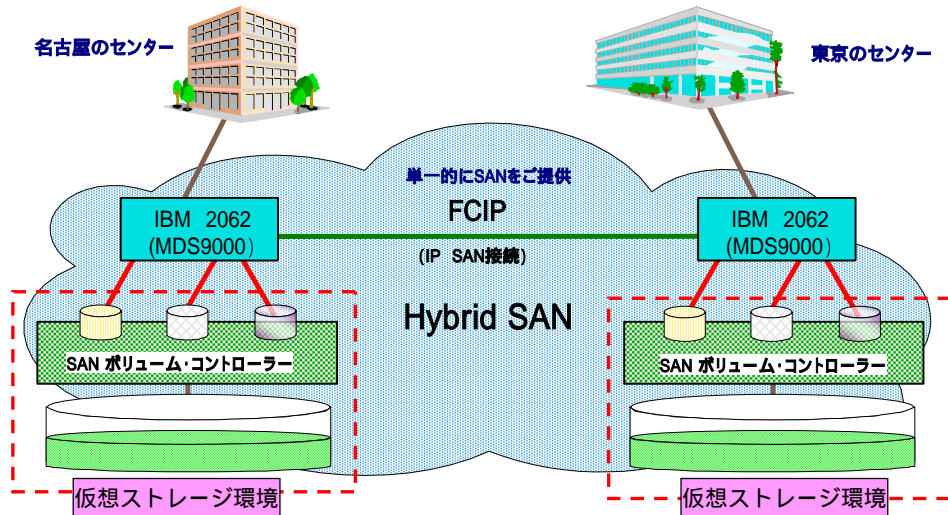 名古屋のセンター
東京のセンター
単一的にSANをご提供
FCIP
(IP SAN接続)
IBM 2062
(MDS9000)
IBM 2062
(MDS9000)
Hybrid SAN
SAN ボリューム・コントローラー
SAN ボリューム・コントローラー
仮想ストレージ環境
仮想ストレージ環境